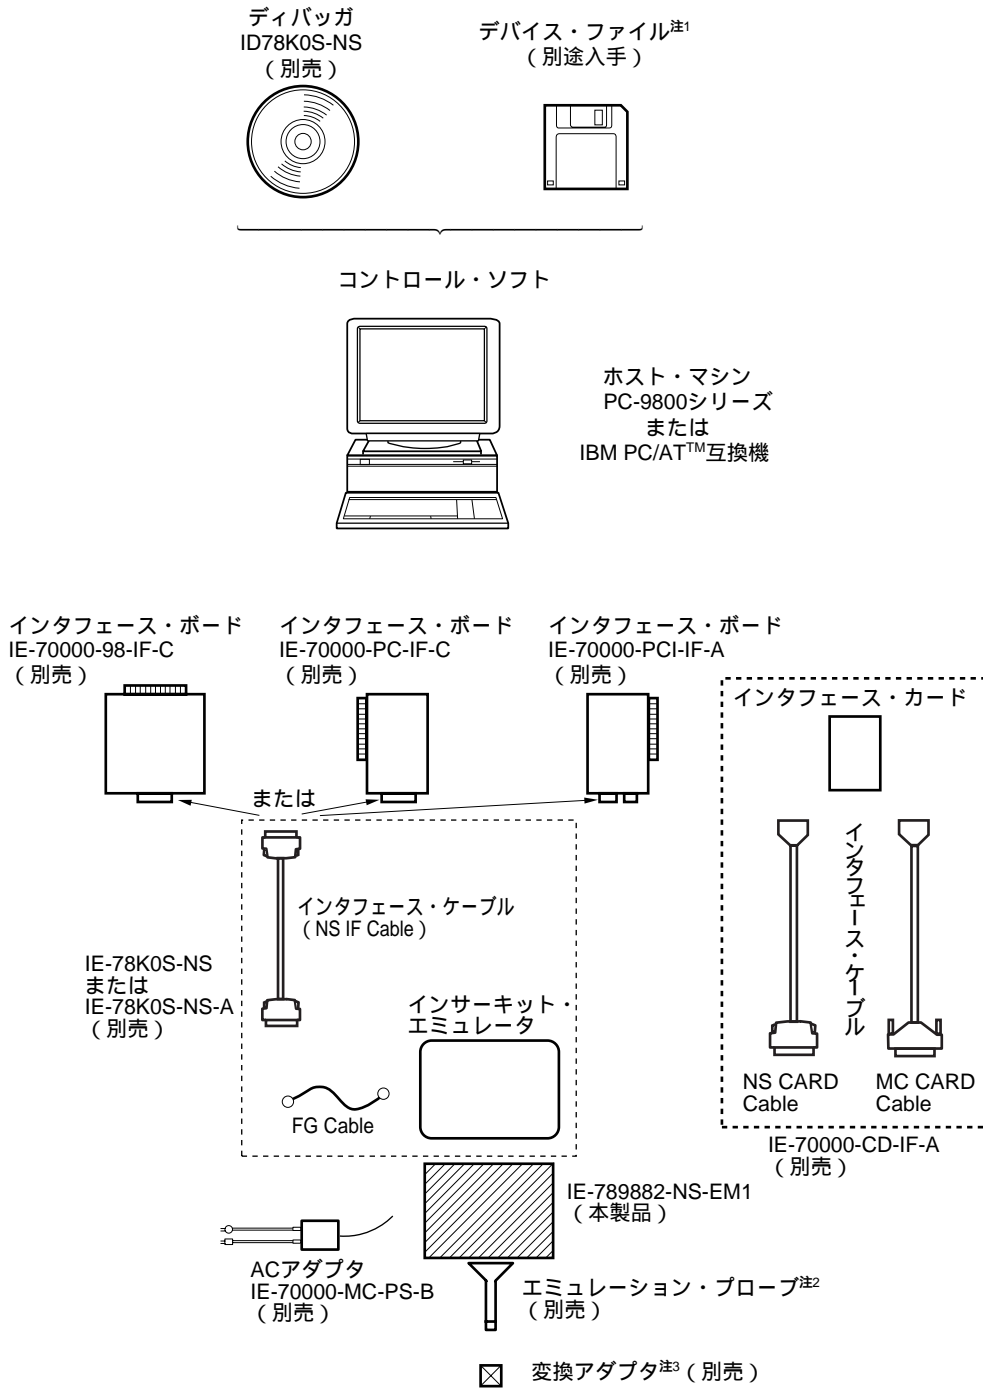 ディバッガ
ID78K0S-NS
（別売）
デバイス・ファイル注1
（別途入手）
コントロール・ソフト
ホスト・マシン
PC-9800シリーズ
または
IBM PC/ATTM互換機
インタフェース・ボード
IE-70000-98-IF-C
（別売）
インタフェース・ボード
IE-70000-PC-IF-C
（別売）
インタフェース・ボード
IE-70000-PCI-IF-A
（別売）
インタフェース・カード
または
インタフェース・ケーブル
（NS IF Cable）
インタフェース・ケーブル
IE-78K0S-NS
または
IE-78K0S-NS-A
（別売）
インサーキット・
エミュレータ
FG Cable
NS CARD
Cable
MC CARD
Cable
IE-70000-CD-IF-A
（別売）
IE-789882-NS-EM1
（本製品）
ACアダプタ
IE-70000-MC-PS-B
（別売）
エミュレーション・プローブ注2
（別売）
変換アダプタ注3（別売）